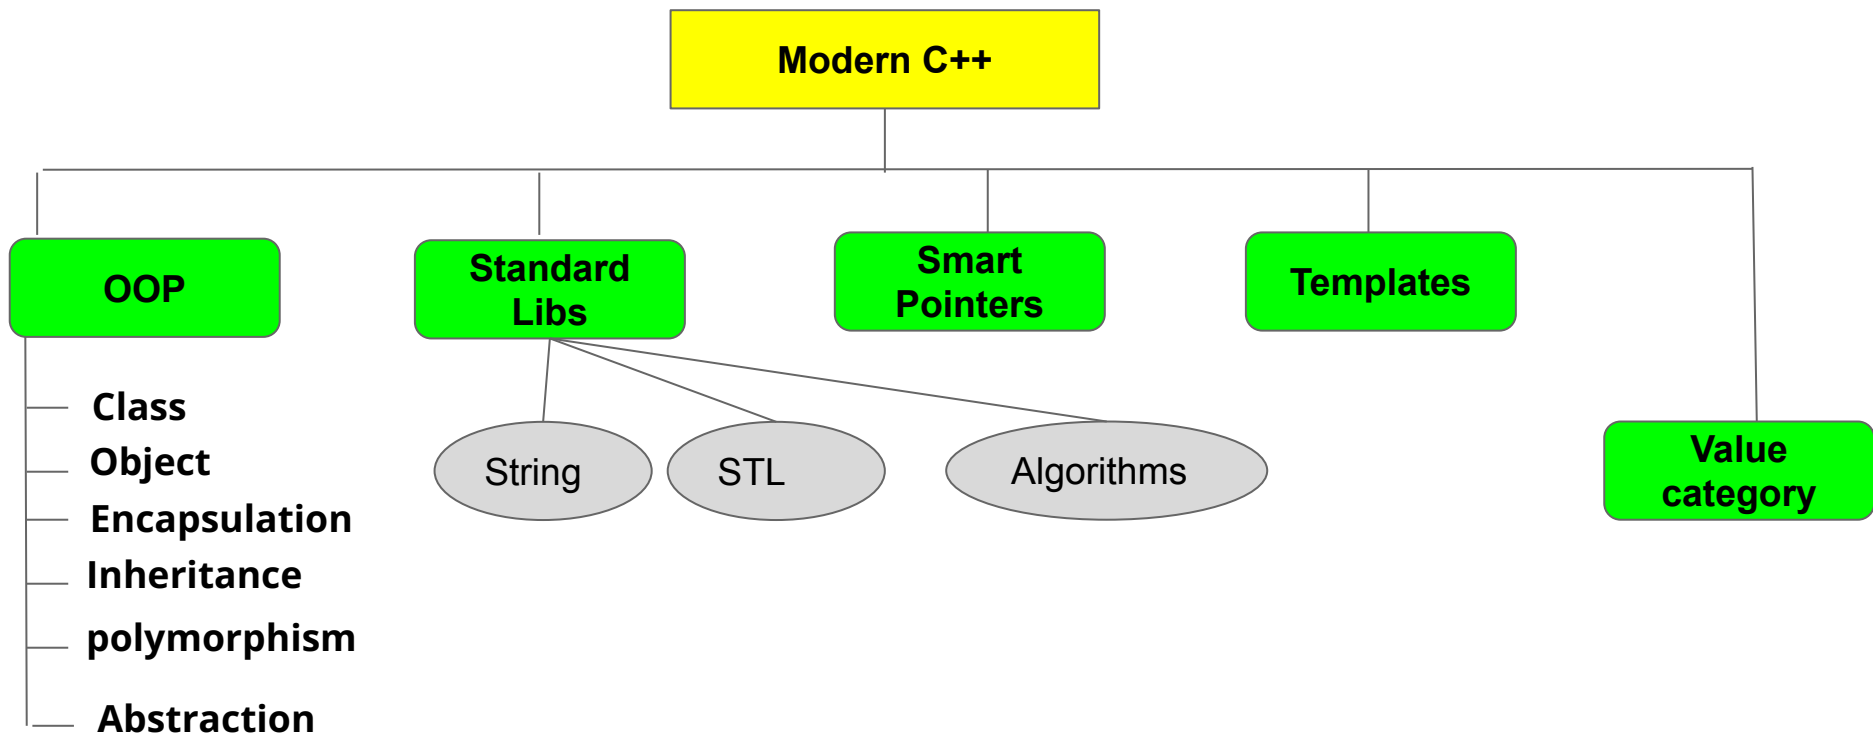 Modern C++
OOP
Standard
Libs
Smart
Pointers
Templates
Value
category
Class
Object
Encapsulation
Inheritance
polymorphism
Abstraction
String
STL
Algorithms